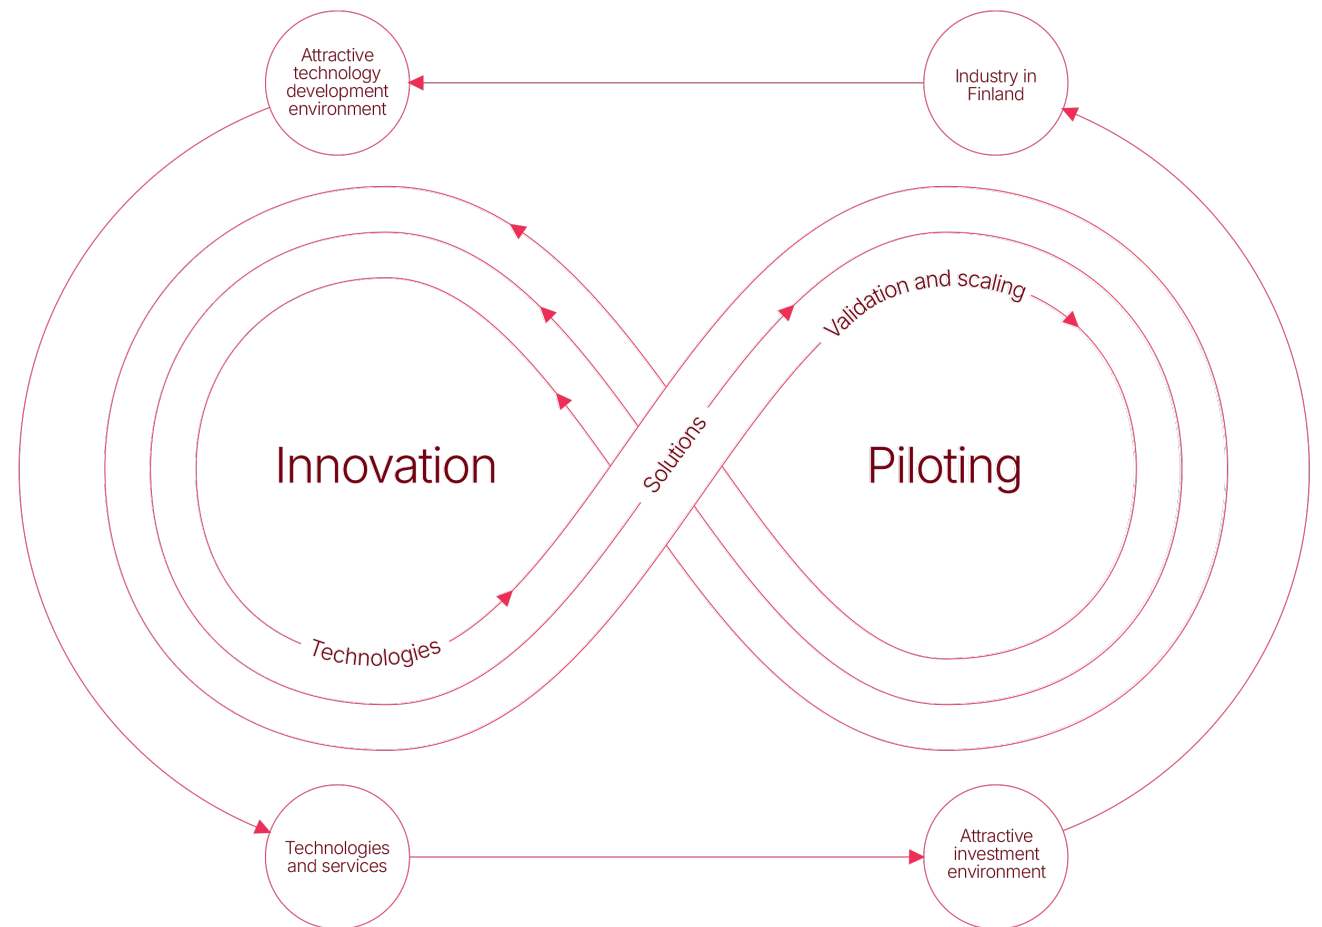 Attractive
technology
development
environment
Industry in
Finland
Validation and scaling
Solutions
Innovation
Piloting
Technologies
Technologies
and services
Attractive
investment
environment